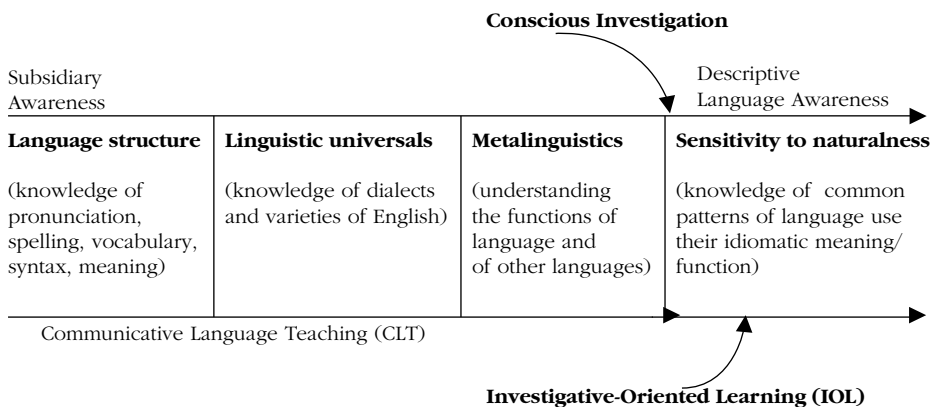 Conscious Investigation
Subsidiary
Awareness
Descriptive
Language Awareness
Language structure
(knowledge of
pronunciation,
spelling, vocabulary,
syntax, meaning)
Linguistic universals
(knowledge of dialects
and varieties of English)
Metalinguistics
(understanding
the functions of
language and
of other languages)
Sensitivity to naturalness
(knowledge of common
patterns of language use
their idiomatic meaning/
function)
Communicative Language Teaching (CLT)
Investigative-Oriented Learning (IOL)